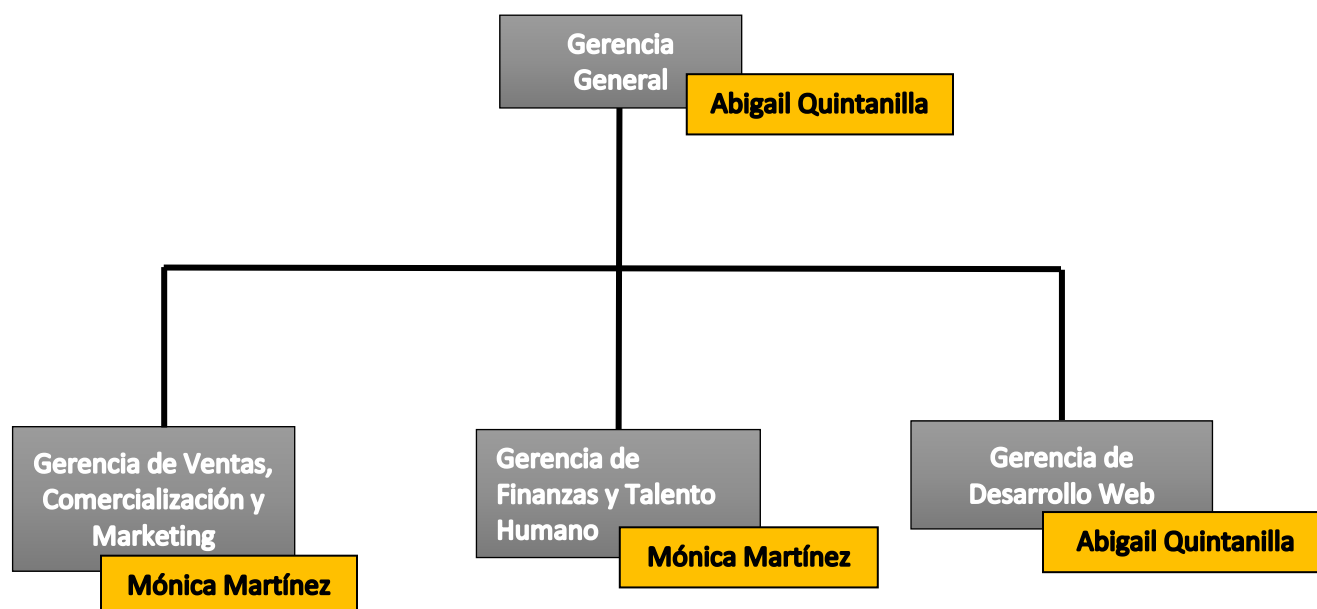 Gerencia
General
Abigail Quintanilla
Gerencia de Ventas,
Comercialización y
Marketing
Mónica Martínez
Gerencia de
Finanzas y Talento
Humano
Mónica Martínez
Gerencia de
Desarrollo Web
Abigail Quintanilla